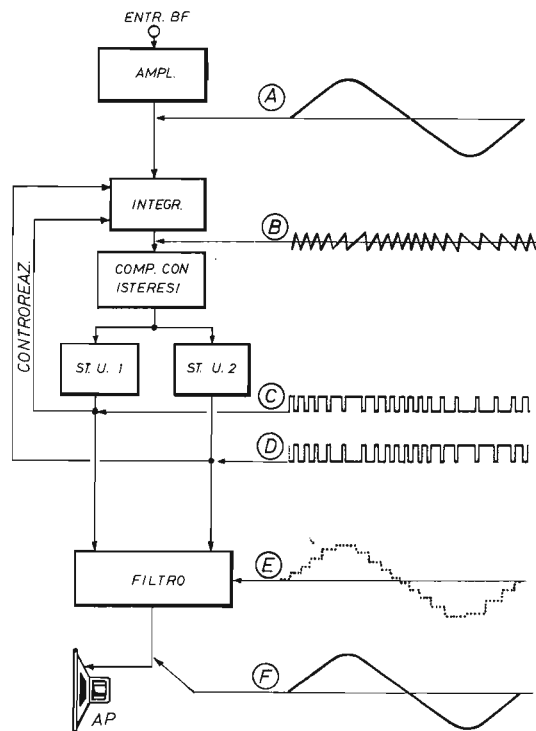 ENTR. BF
AMPL.
A
INTEGR.
B
CONTROREAZ.
COMP. CON
ISTERESI
ST. U. 1
ST. U. 2
C
D
FILTRO
E
F
AP